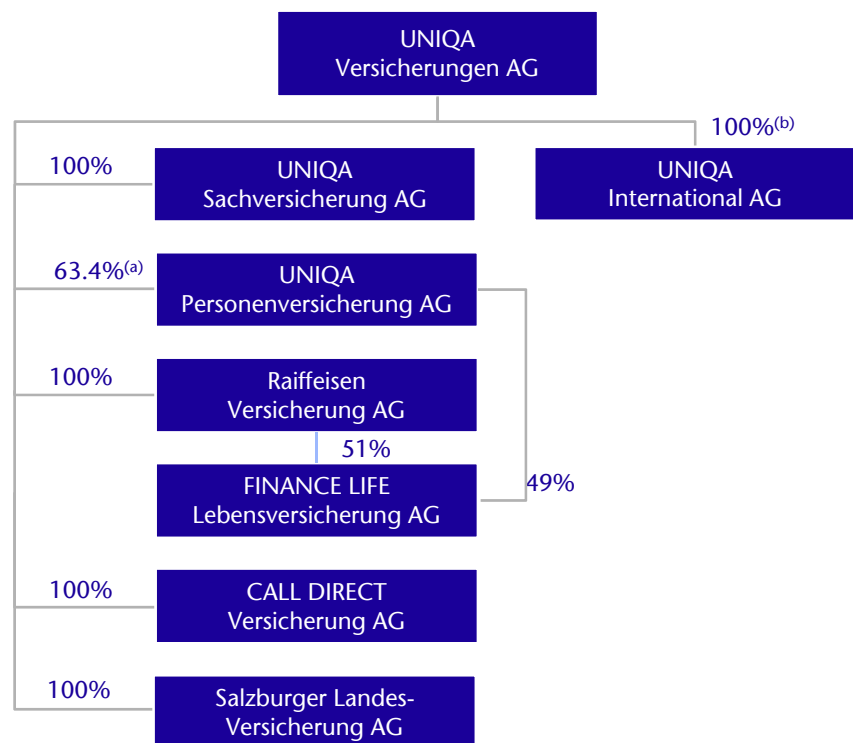 UNIQA
Versicherungen AG
100%(b)
100%
UNIQA
Sachversicherung AG
UNIQA
International AG
63.4%(a)
UNIQA
Personenversicherung AG
100%
Raiffeisen
Versicherung AG
51%
FINANCE LIFE
Lebensversicherung AG
49%
100%
CALL DIRECT
Versicherung AG
100%
Salzburger Landes-
Versicherung AG